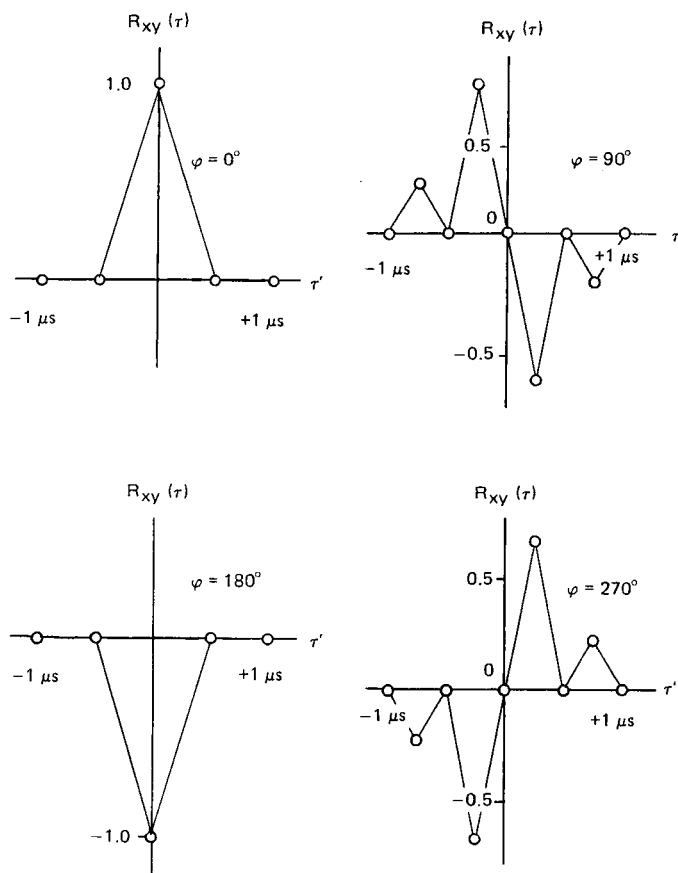 R_xy (τ)
1.0
φ = 0°
τ'
−1 μs
+1 μs
R_xy (τ)
0.5
φ = 90°
0
τ
−1 μs
+1 μs
−0.5
R_xy (τ)
φ = 180°
τ'
−1 μs
+1 μs
−1.0
R_xy (τ)
0.5
φ = 270°
0
τ'
−1 μs
+1 μs
−0.5